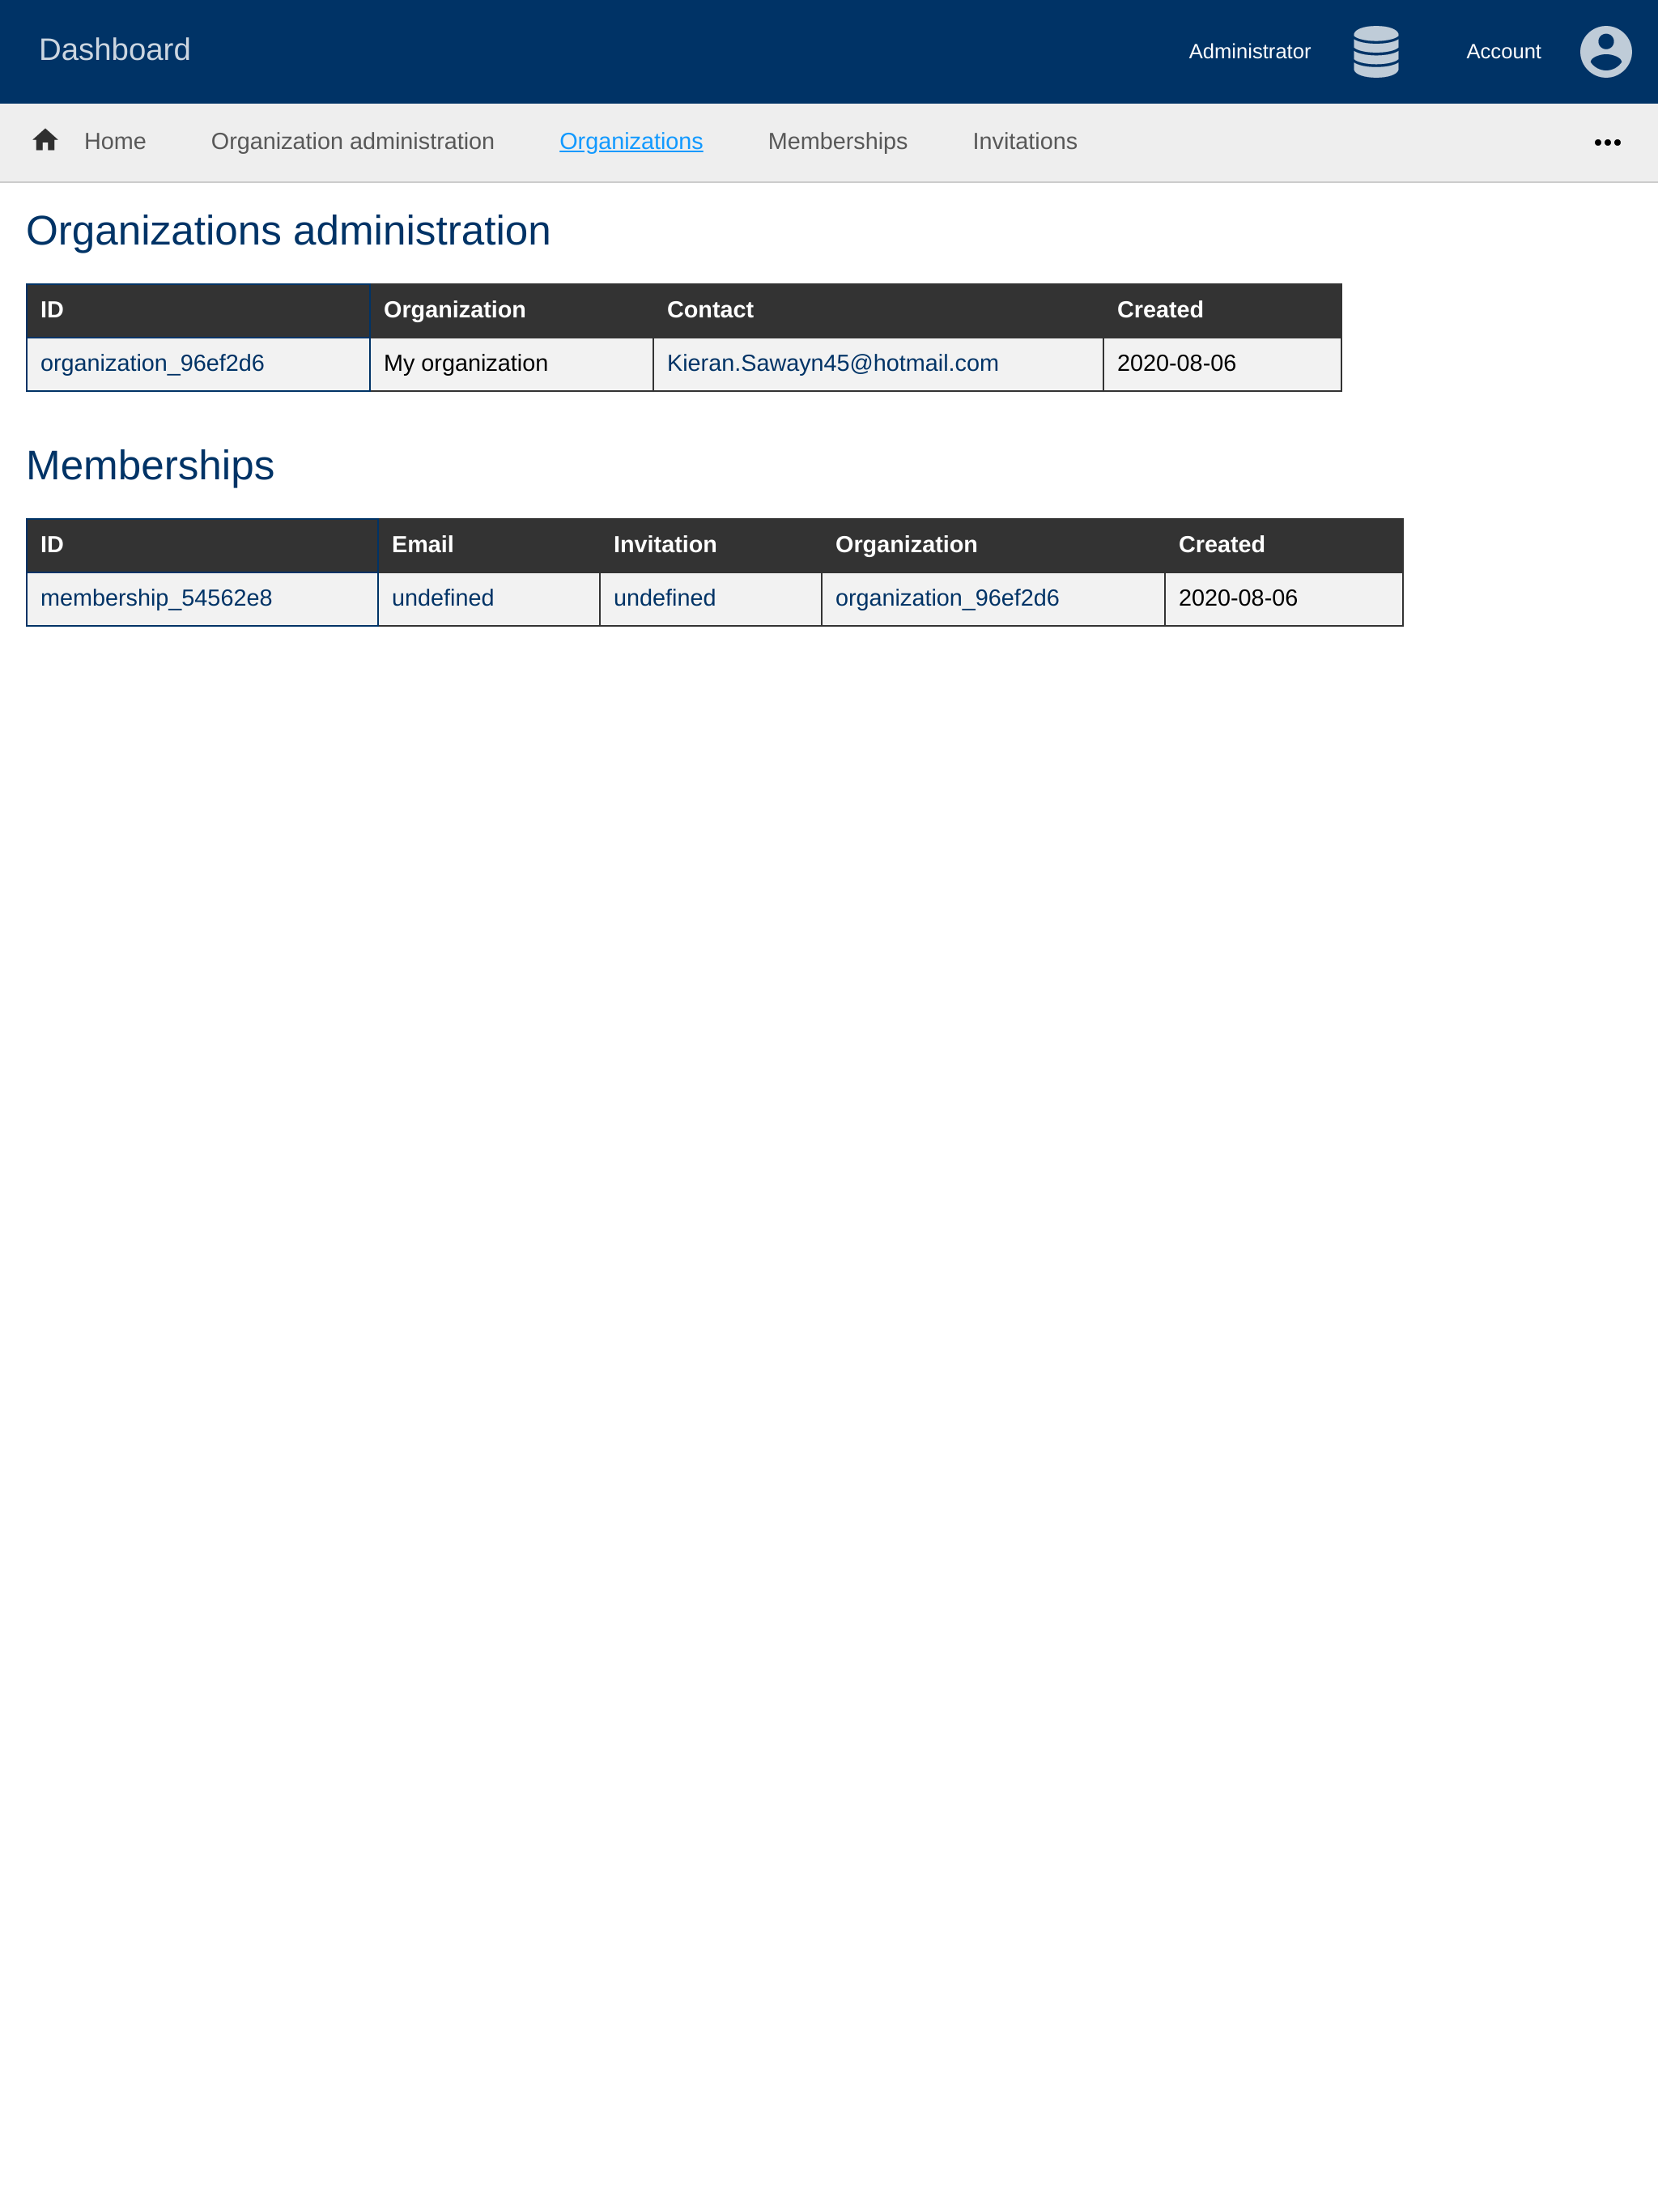 Dashboard
Administrator
Account
Home Organization administration Organizations Memberships Invitations
Organizations administration
ID Organization Contact Created
organization_96ef2d6 My organization Kieran.Sawayn45@hotmail.com 2020-08-06
Memberships
ID Email Invitation Organization Created
membership_54562e8 undefined undefined organization_96ef2d6 2020-08-06